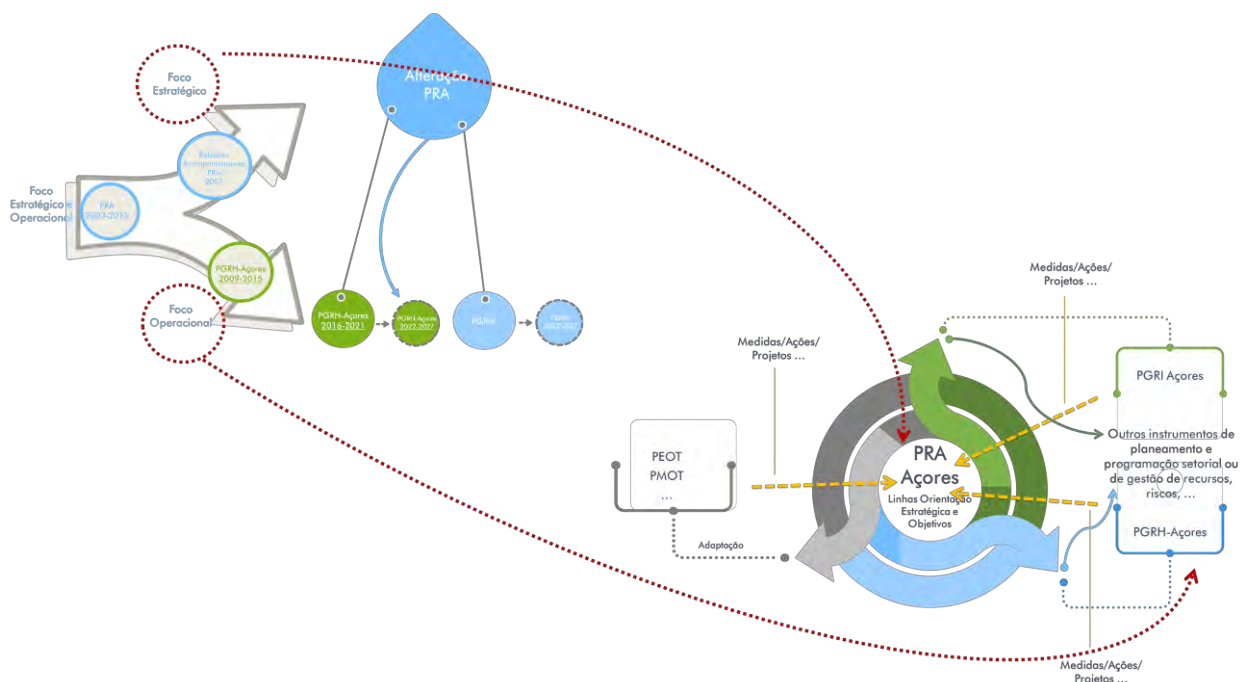 Foco
Estratégico
Alteração
PRA
Relatório
PRA
2007
Foco
Estratégico e
Operacional
PRA
2003-2013
PGRH-Açores
2009-2015
Foco
Operacional
PGRH-Açores
2016-2021
PGRH-Açores
2022-2027
Medidas/Ações/
Projetos ...
Medidas/Ações/
Projetos ...
PEOT
PMOT
...
Adaptação
PRA
Açores
Linhas Orientação
Estratégica e
Objetivos
PGRI Açores
Outros instrumentos de
planeamento e
programação setorial ou
de gestão de recursos,
riscos, ...
PGRH-Açores
Medidas/Ações/
Projetos ...